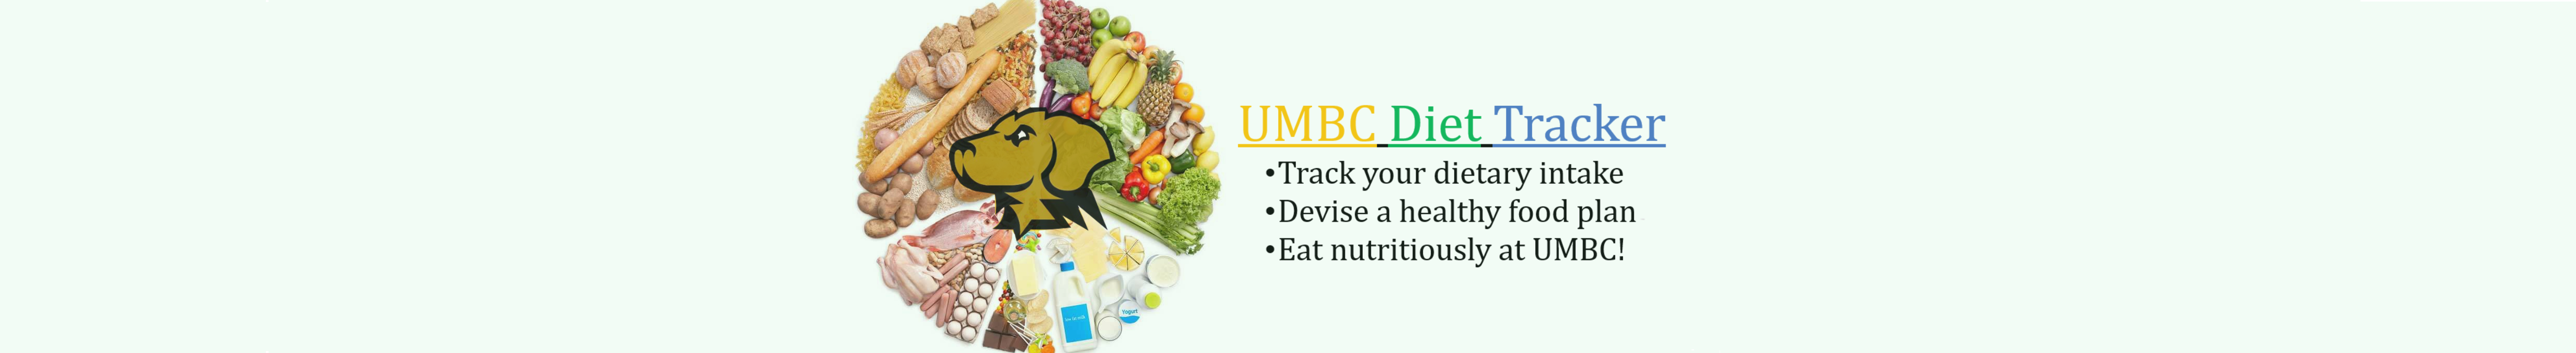 UMBC Diet Tracker
•Track your dietary intake
•Devise a healthy food plan
•Eat nutritiously at UMBC!
Yogurt